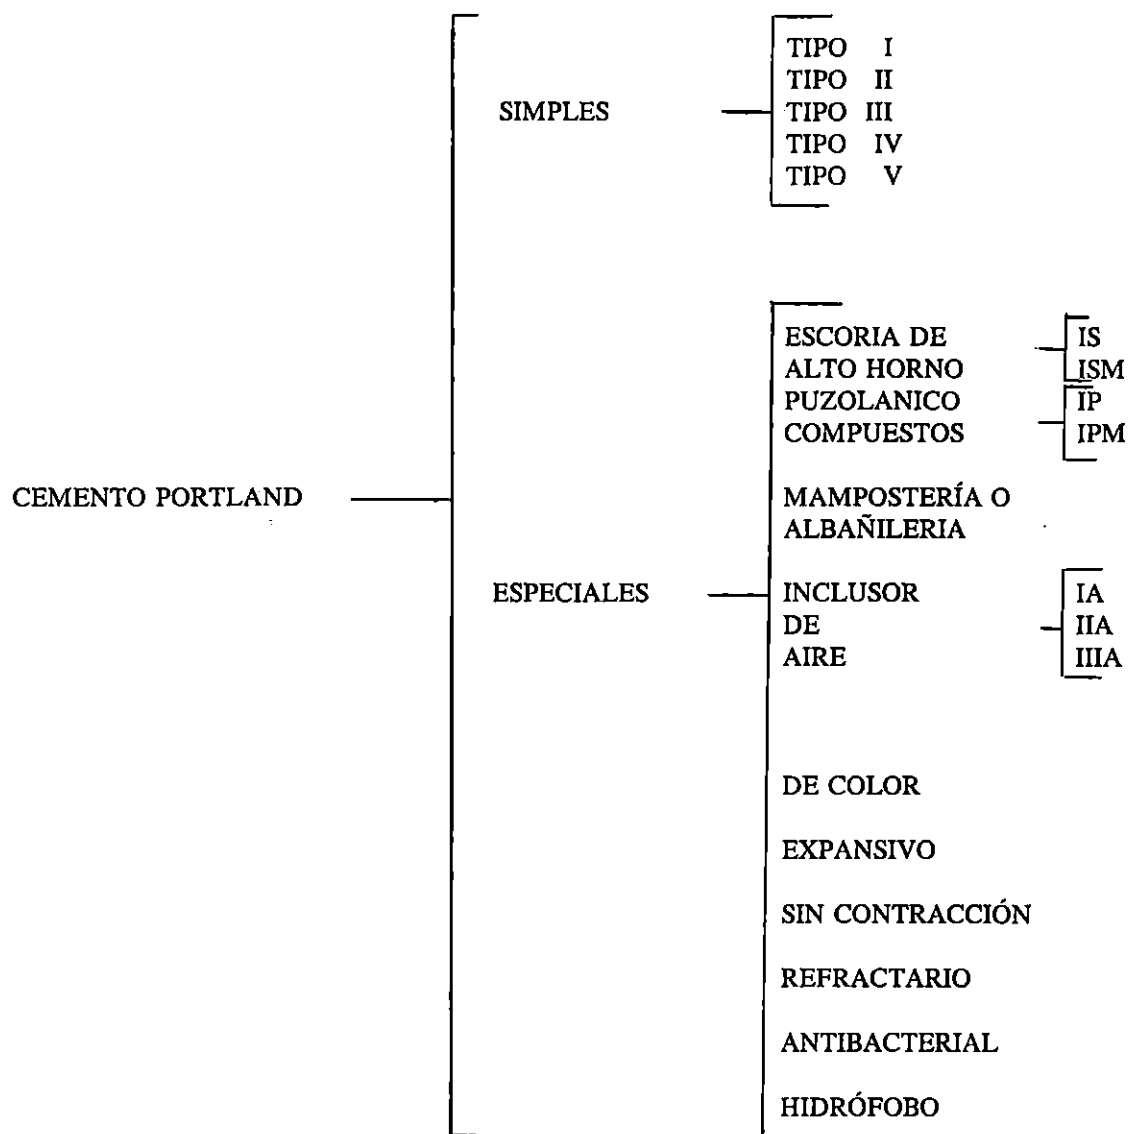 TIPO I
TIPO II
SIMPLES TIPO III
TIPO IV
TIPO V
ESCORIA DE IS
ALTO HORNO ISM
PUZOLANICO IP
COMPUESTOS IPM
CEMENTO PORTLAND MAMPOSTERÍA O
ALBAÑILERIA
ESPECIALES INCLUSOR IA
DE IIA
AIRE IIIA
DE COLOR
EXPANSIVO
SIN CONTRACCIÓN
REFRACTARIO
ANTIBACTERIAL
HIDRÓFOBO